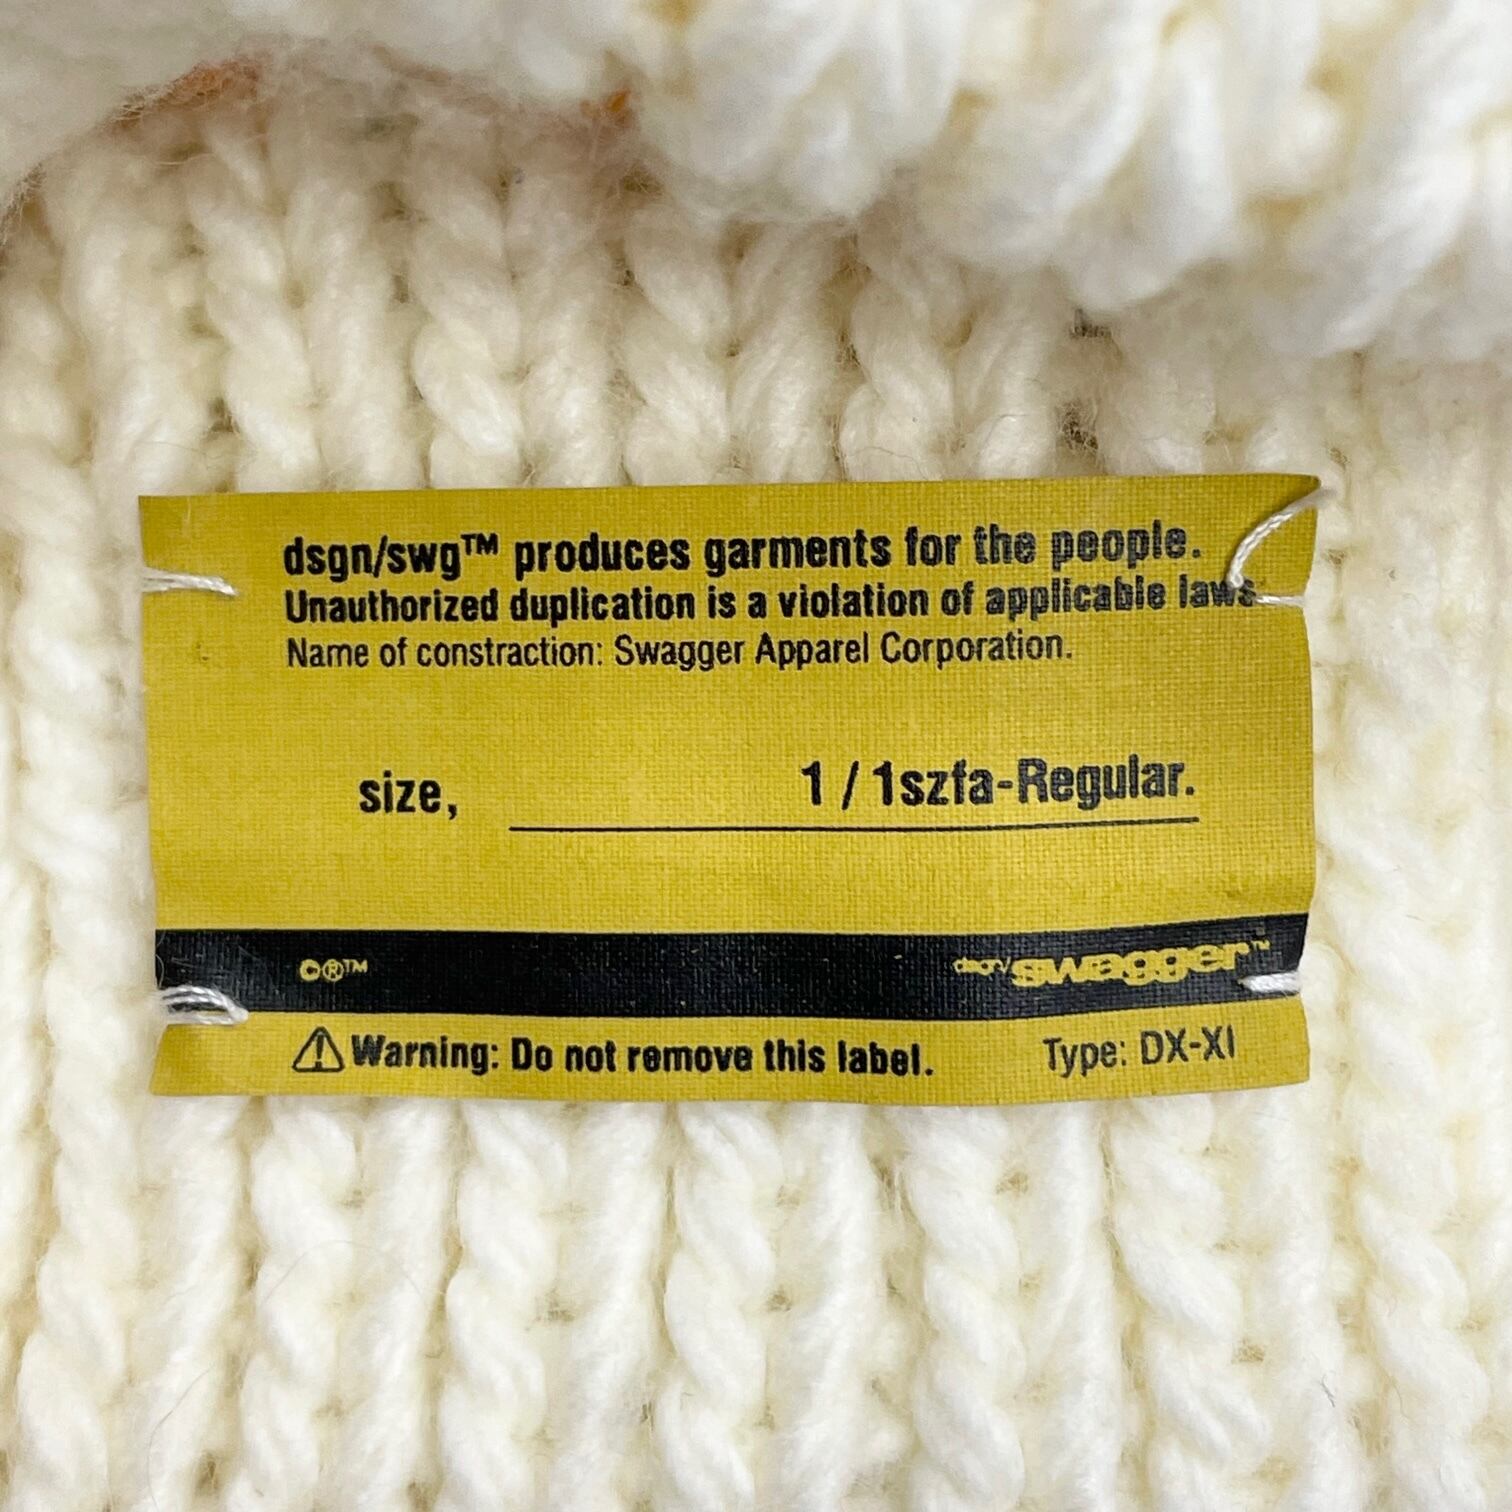 dsgn/swg™ produces garments for the people.
Unauthorized duplication is a violation of applicable laws
Name of constraction: Swagger Apparel Corporation.
size, 1 / 1szfa-Regular.
©®™ dsgn/swagger™
⚠Warning: Do not remove this label. Type: DX-XI